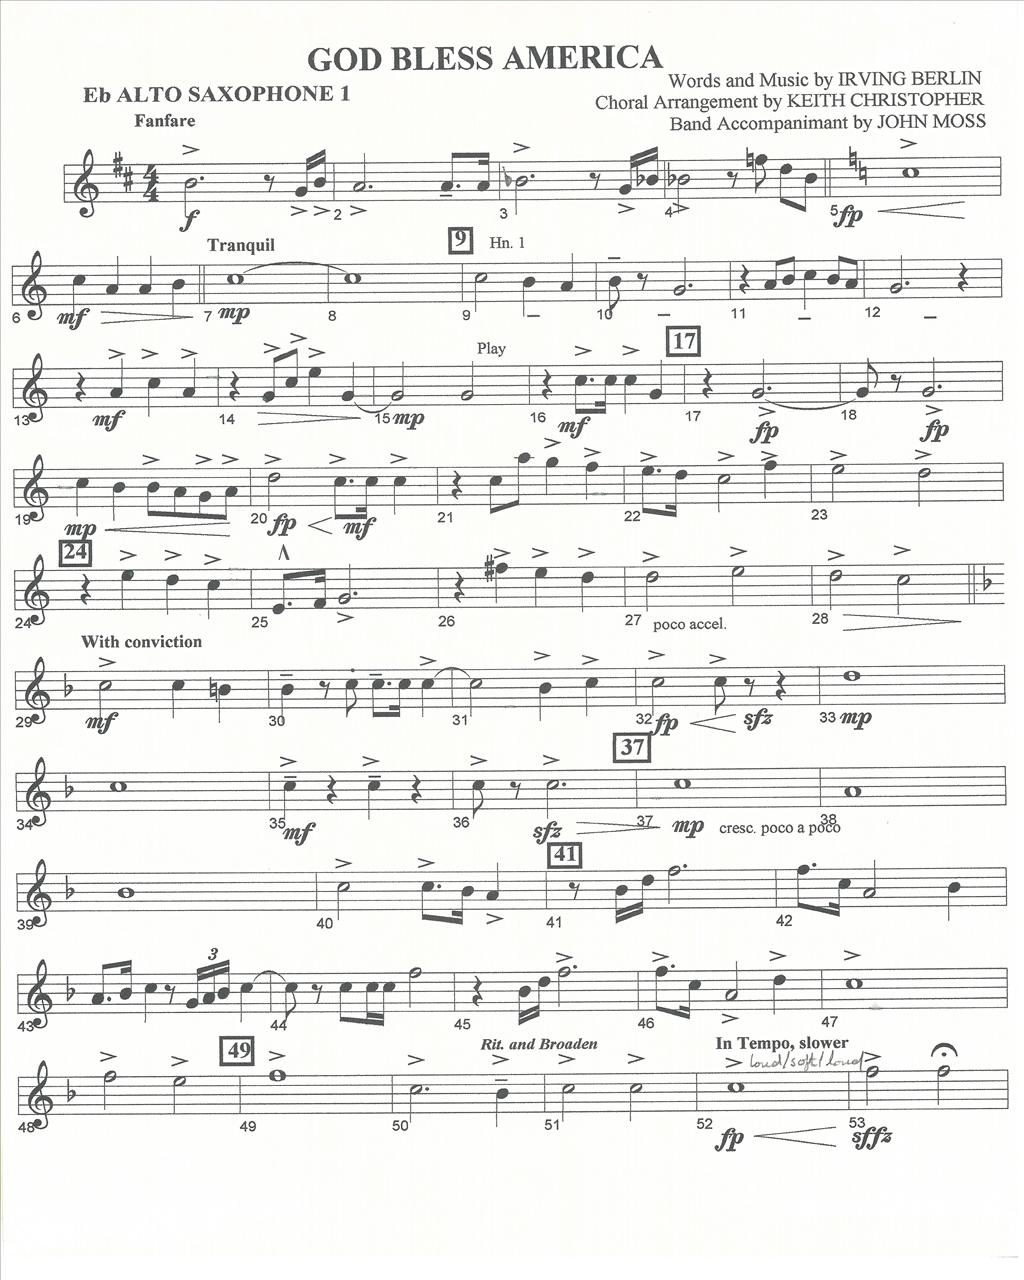 GOD BLESS AMERICA
Words and Music by IRVING BERLIN
Eb ALTO SAXOPHONE 1
Choral Arrangement by KEITH CHRISTOPHER
Fanfare
Band Accompanimant by JOHN MOSS
4 4
f 2 3 4 5 fp
Tranquil 9 Hn. 1
6 mf 7 mp 8 9 10 11 12
Play 17
13 mf 14 15 mp 16 mf 17 fp 18 fp
19 mp 20 fp mf 21 22 23
24
24 25 26 27 poco accel. 28
With conviction
29 mf 30 31 32 fp sfz 33 mp
37
34 35 mf 36 sfz 37 mp cresc. poco a poco 38
41
39 40 41 42
3
43 44 45 46 47
49 Rit. and Broaden In Tempo, slower
loud/soft/loud
48 49 50 51 52 fp 53 sffz